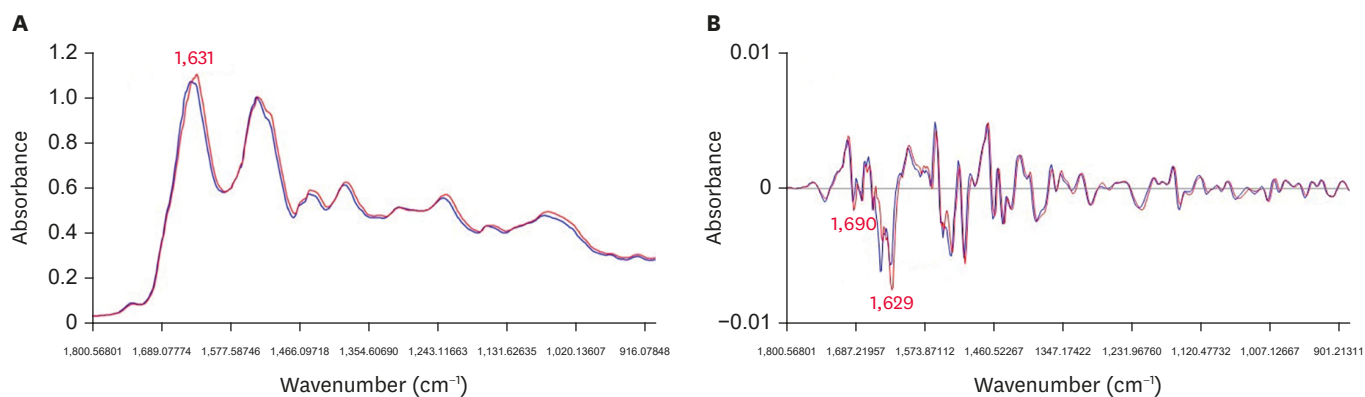 A
1.2
1.0
0.8
0.6
0.4
0.2
0
Absorbance
1,631
1,800.56801 1,689.07774 1,577.58746 1,466.09718 1,354.60690 1,243.11663 1,131.62635 1,020.13607 916.07848
Wavenumber (cm⁻¹)
B
0.01
0
−0.01
Absorbance
1,690
1,629
1,800.56801 1,687.21957 1,573.87112 1,460.52267 1347.17422 1,231.96760 1,120.47732 1,007.12667 901.21311
Wavenumber (cm⁻¹)